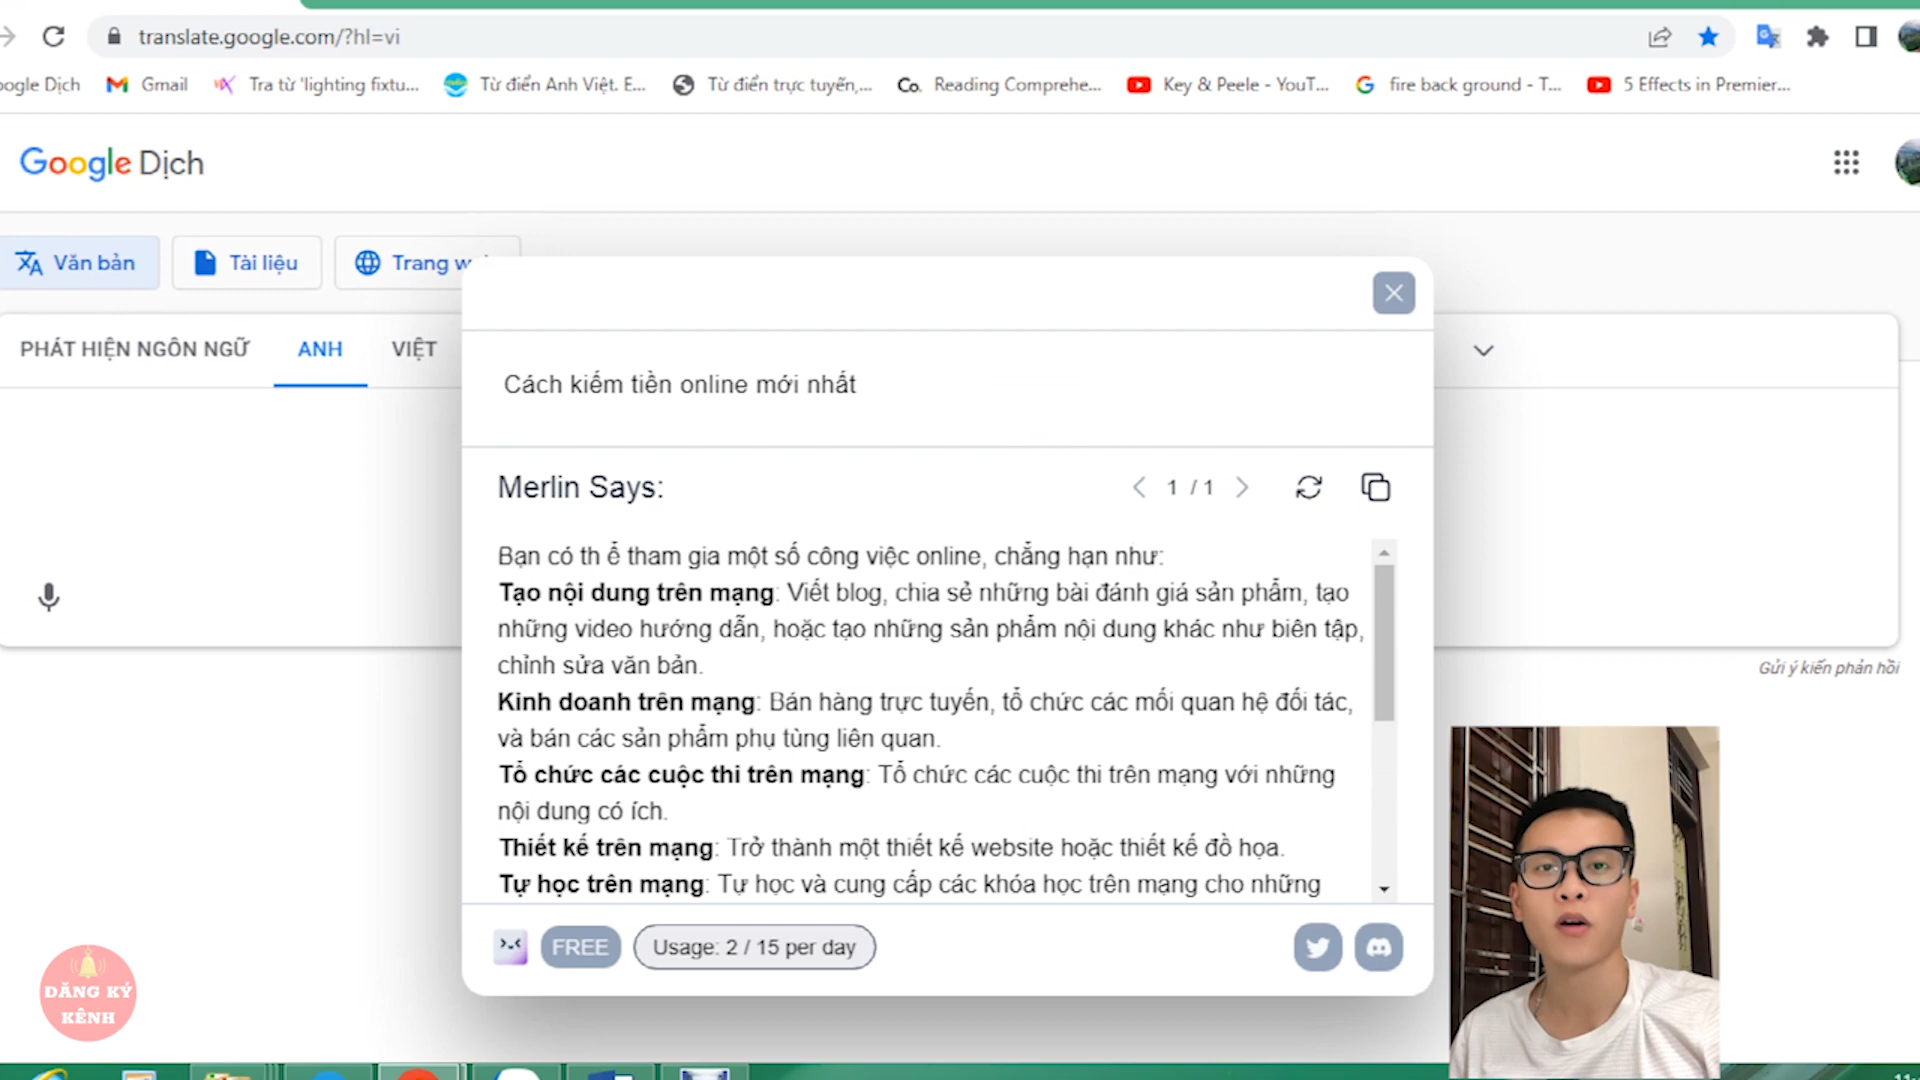 translate.google.com/?hl=vi
oogle Dịch
Gmail
Tra từ 'lighting fixtu...
Từ điển Anh Việt. E...
Từ điển trực tuyến,...
Reading Comprehe...
Key & Peele - YouT...
fire back ground - T...
5 Effects in Premier...
Google Dịch
Văn bản
Tài liệu
Trang w
PHÁT HIỆN NGÔN NGỮ
ANH
VIỆT
Cách kiếm tiền online mới nhất
Merlin Says:
1 / 1
Bạn có th ể tham gia một số công việc online, chẳng hạn như:
Tạo nội dung trên mạng: Viết blog, chia sẻ những bài đánh giá sản phẩm, tạo
những video hướng dẫn, hoặc tạo những sản phẩm nội dung khác như biên tập,
chỉnh sửa văn bản.
Kinh doanh trên mạng: Bán hàng trực tuyến, tổ chức các mối quan hệ đối tác,
và bán các sản phẩm phụ tùng liên quan.
Tổ chức các cuộc thi trên mạng: Tổ chức các cuộc thi trên mạng với những
nội dung có ích.
Thiết kế trên mạng: Trở thành một thiết kế website hoặc thiết kế đồ họa.
Tự học trên mạng: Tự học và cung cấp các khóa học trên mạng cho những
FREE
Usage: 2 / 15 per day
Gửi ý kiến phản hồi
ĐĂNG KÝ
KÊNH